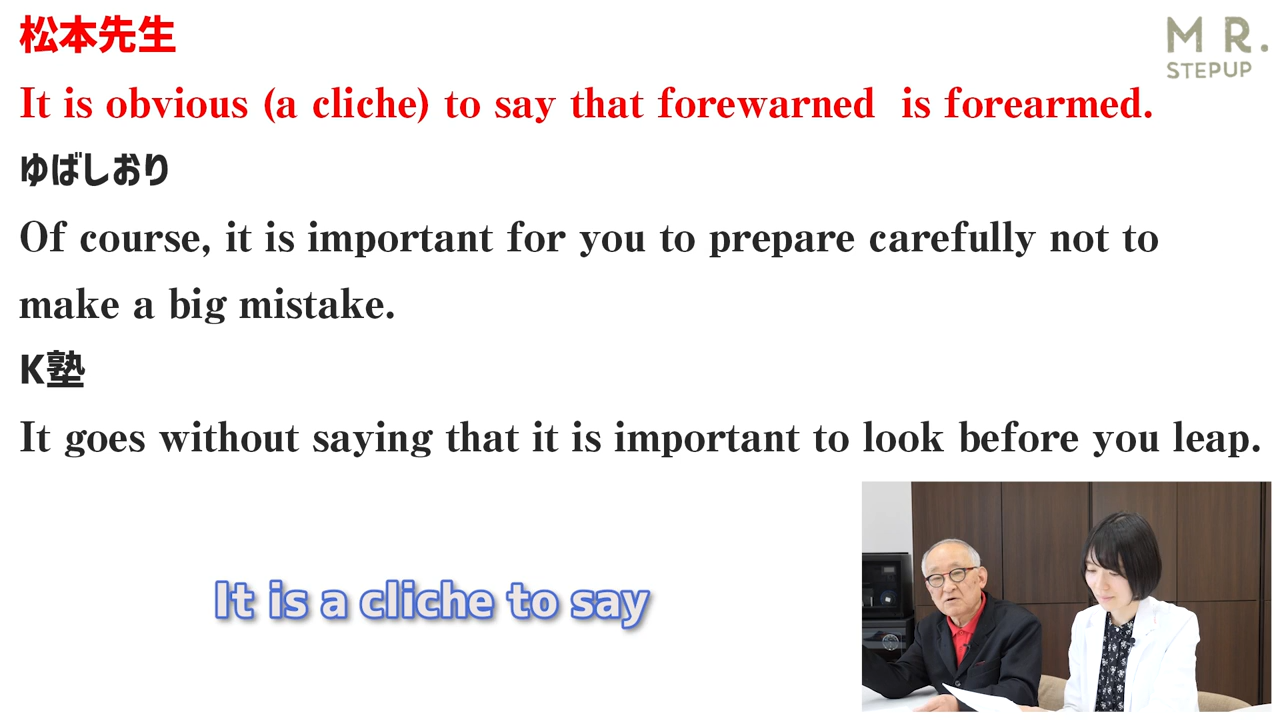 松本先生
MR.
STEPUP
It is obvious (a cliche) to say that forewarned is forearmed.
ゆばしおり
Of course, it is important for you to prepare carefully not to
make a big mistake.
K塾
It goes without saying that it is important to look before you leap.
It is a cliche to say